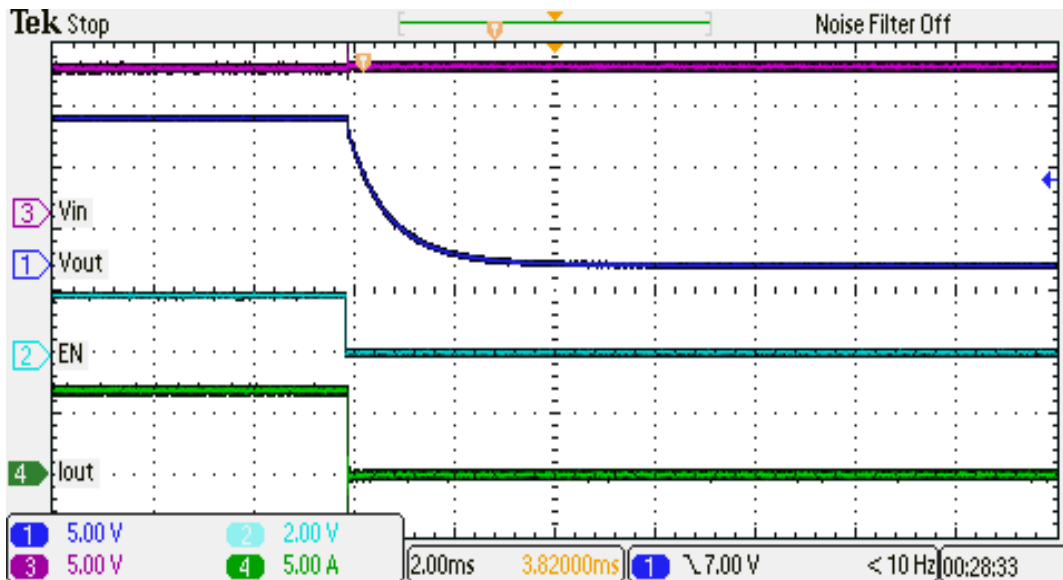 Tek Stop Noise Filter Off
T
T
3 Vin
1 Vout
2 EN
4 Iout
1 5.00 V 2 2.00 V
3 5.00 V 4 5.00 A
2.00ms 3.82000ms 1 \7.00 V < 10 Hz 00:28:33